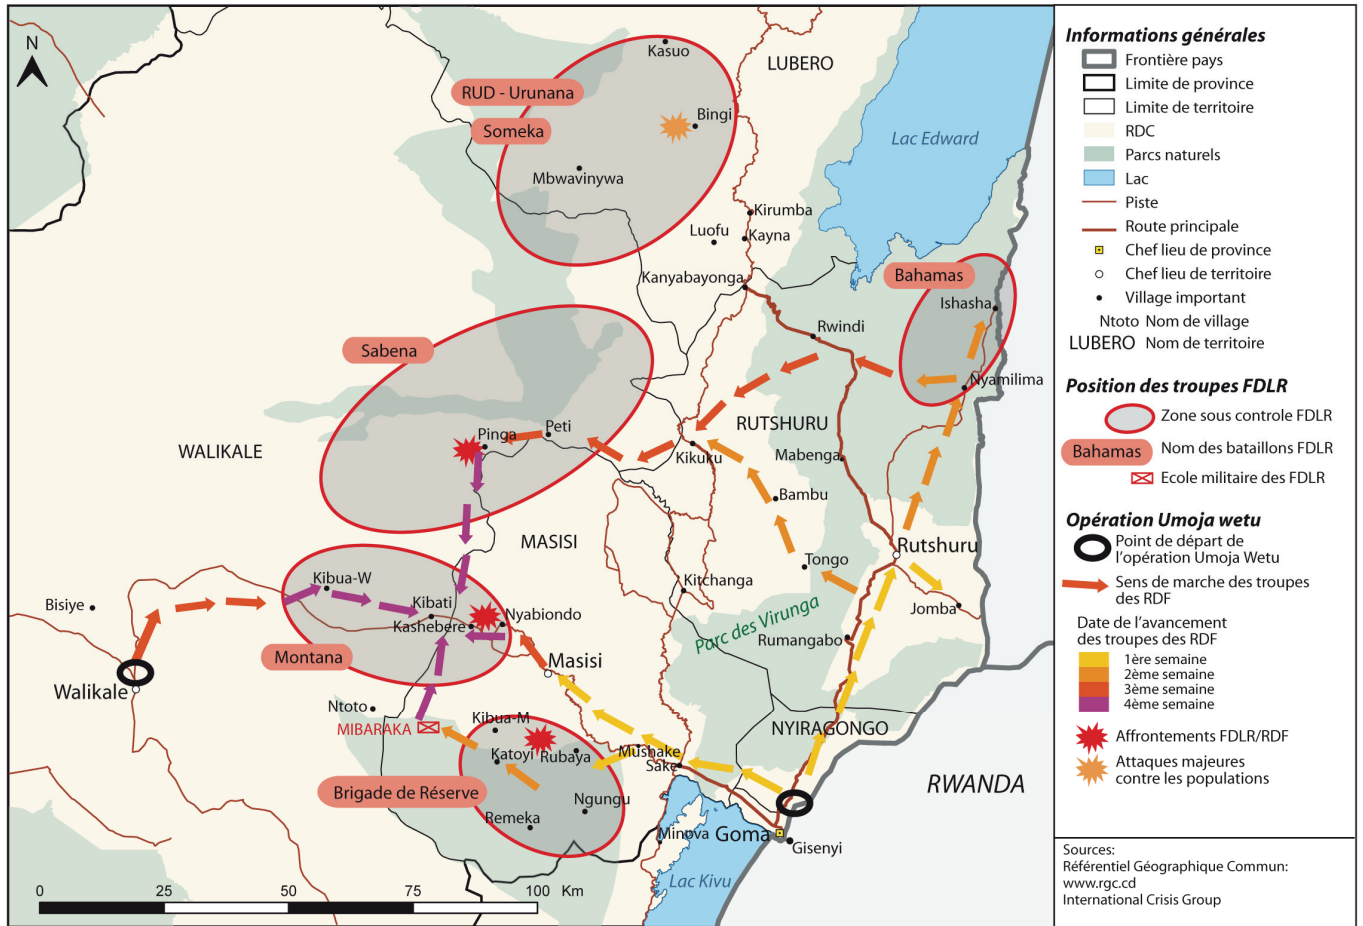 N
Kasuo
LUBERO
RUD - Urunana
Someka
Bingi
Mbwavinywa
Lac Edward
Kirumba
Luofu
Kayna
Kanyabayonga
Bahamas
Ishasha
Rwindi
Sabena
Nyamilima
Peti
Pinga
RUTSHURU
WALIKALE
Kikuku
Mabenga
Bambu
MASISI
Rutshuru
Tongo
Kibua-W
Kitchanga
Bisiye
Kibati
Jomba
Nyabiondo
Kashebere
Parc des Virunga
Rumangabo
Montana
Masisi
Walikale
Ntoto
Kibua-M
MIBARAKA
NYIRAGONGO
Katoyi
Rubaya
Mushake
Sake
RWANDA
Brigade de Réserve
Ngungu
Remeka
Minova
Goma
Gisenyi
Lac Kivu
0 25 50 75 100 Km
Informations générales
Frontière pays
Limite de province
Limite de territoire
RDC
Parcs naturels
Lac
Piste
Route principale
Chef lieu de province
Chef lieu de territoire
Village important
Ntoto Nom de village
LUBERO Nom de territoire
Position des troupes FDLR
Zone sous controle FDLR
Bahamas Nom des bataillons FDLR
Ecole militaire des FDLR
Opération Umoja wetu
Point de départ de
l'opération Umoja Wetu
Sens de marche des troupes
des RDF
Date de l'avancement
des troupes des RDF
1ère semaine
2ème semaine
3ème semaine
4ème semaine
Affrontements FDLR/RDF
Attaques majeures
contre les populations
Sources:
Référentiel Géographique Commun:
www.rgc.cd
International Crisis Group